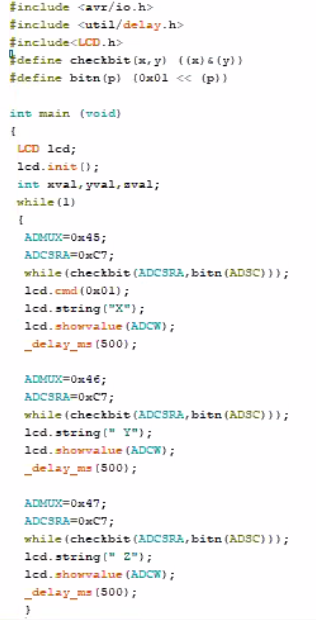 #include <avr/io.h>
#include <util/delay.h>
#include<LCD.h>
#define checkbit(x,y) ((x)&(y))
#define bitn(p) (0x01 << (p))
int main (void)
{
LCD lcd;
lcd.init();
int xval,yval,zval;
while(1)
{
ADMUX=0x45;
ADCSRA=0xC7;
while(checkbit(ADCSRA,bitn(ADSC)));
lcd.cmd(0x01);
lcd.string("X");
lcd.showvalue(ADCW);
_delay_ms(500);
ADMUX=0x46;
ADCSRA=0xC7;
while(checkbit(ADCSRA,bitn(ADSC)));
lcd.string(" Y");
lcd.showvalue(ADCW);
_delay_ms(500);
ADMUX=0x47;
ADCSRA=0xC7;
while(checkbit(ADCSRA,bitn(ADSC)));
lcd.string(" Z");
lcd.showvalue(ADCW);
_delay_ms(500);
}